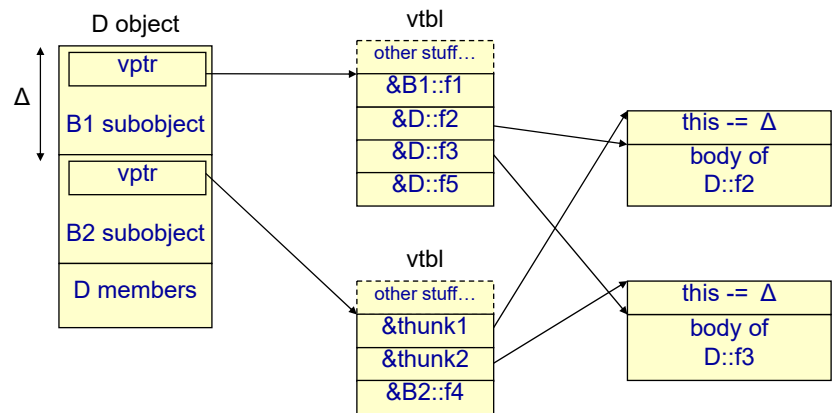 D object
vptr
Δ
B1 subobject
vptr
B2 subobject
D members
vtbl
other stuff…
&B1::f1
&D::f2
&D::f3
&D::f5
vtbl
other stuff…
&thunk1
&thunk2
&B2::f4
this -= Δ
body of
D::f2
this -= Δ
body of
D::f3